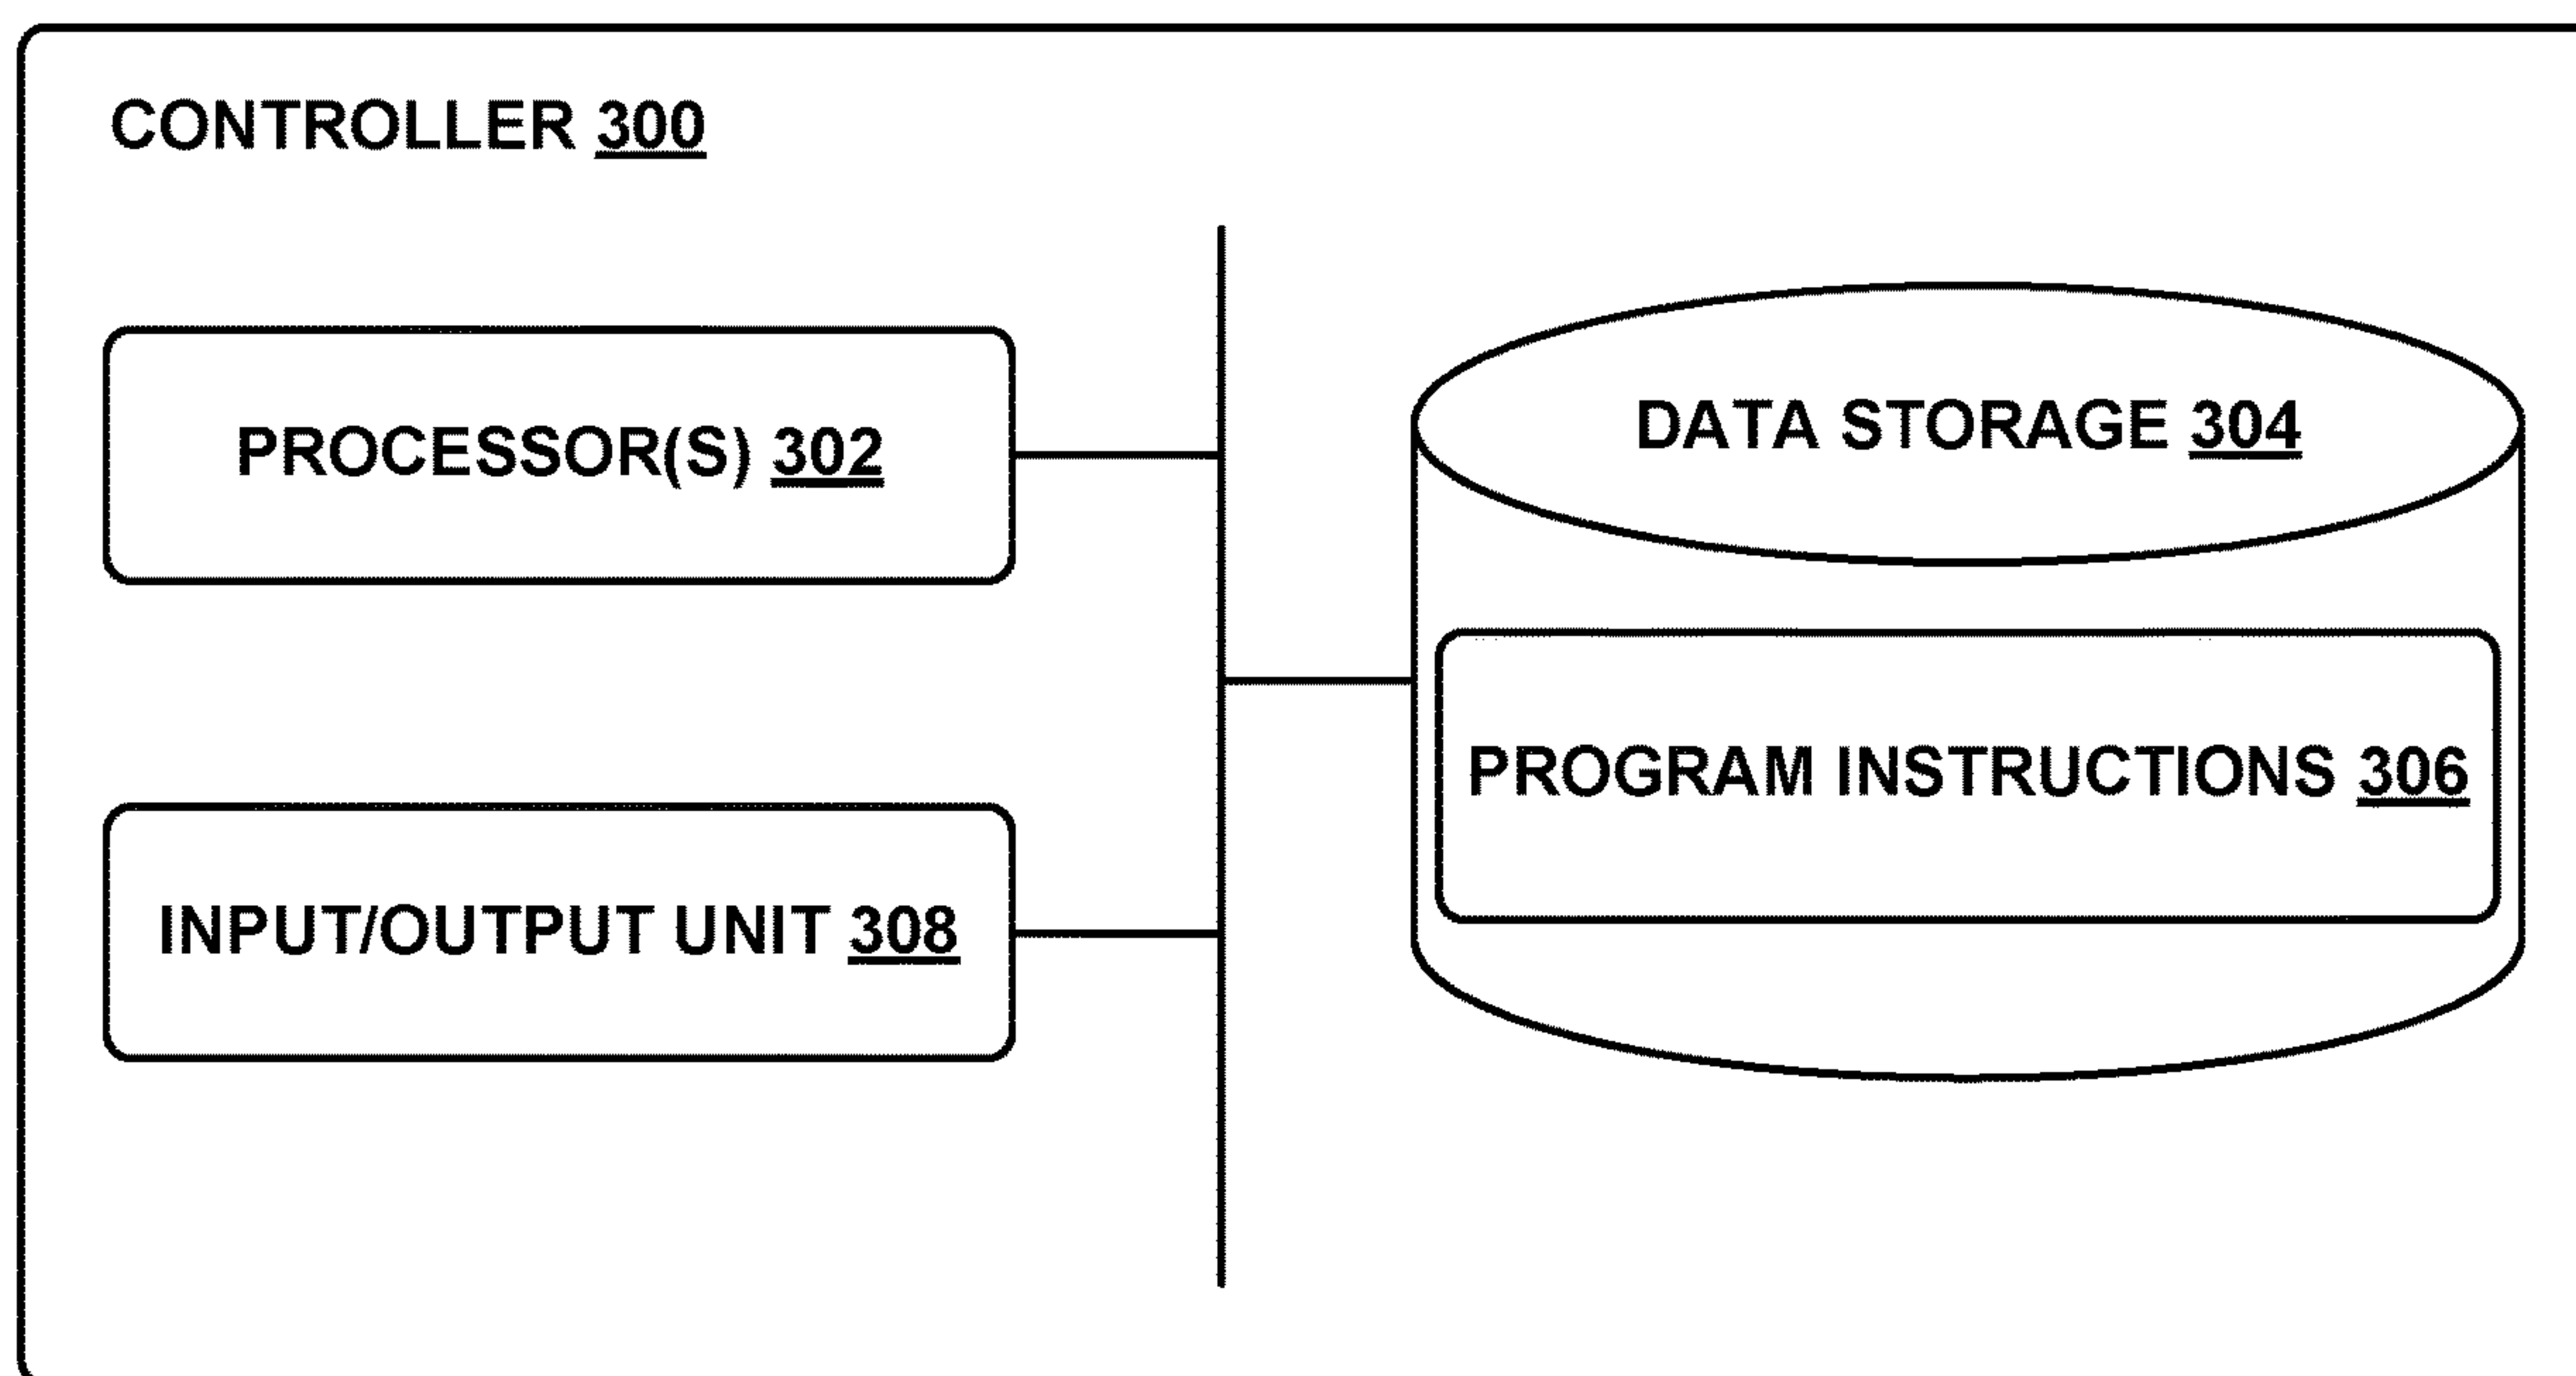 CONTROLLER 300
PROCESSOR(S) 302
DATA STORAGE 304
PROGRAM INSTRUCTIONS 306
INPUT/OUTPUT UNIT 308